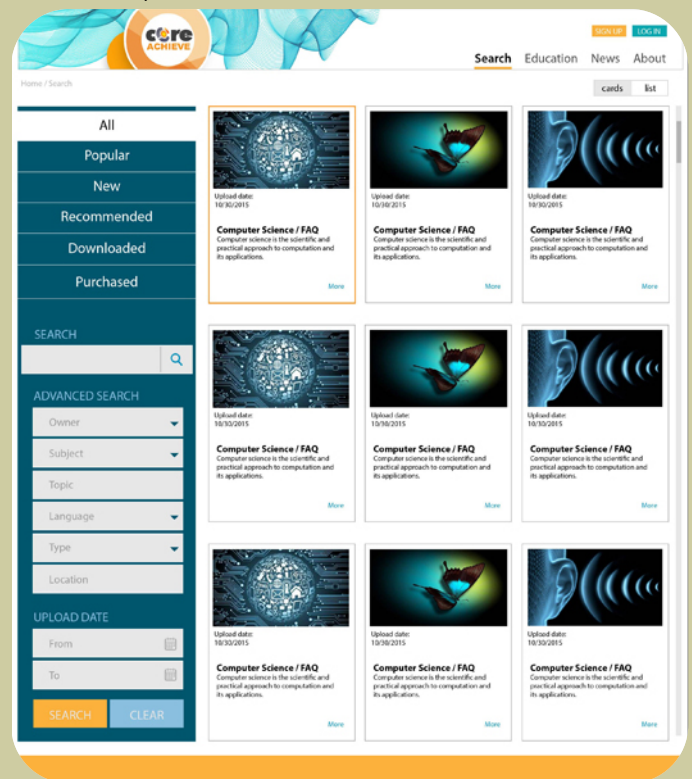 core
ACHIEVE
SIGN UP LOG IN
Search Education News About
Home / Search
cards list
All
Popular
New
Recommended
Downloaded
Purchased
SEARCH
ADVANCED SEARCH
Owner
Subject
Topic
Language
Type
Location
UPLOAD DATE
From
To
SEARCH CLEAR
Upload date:
10/30/2015
Computer Science / FAQ
Computer science is the scientific and
practical approach to computation and
its applications.
More
Upload date:
10/30/2015
Computer Science / FAQ
Computer science is the scientific and
practical approach to computation and
its applications.
More
Upload date:
10/30/2015
Computer Science / FAQ
Computer science is the scientific and
practical approach to computation and
its applications.
More
Upload date:
10/30/2015
Computer Science / FAQ
Computer science is the scientific and
practical approach to computation and
its applications.
More
Upload date:
10/30/2015
Computer Science / FAQ
Computer science is the scientific and
practical approach to computation and
its applications.
More
Upload date:
10/30/2015
Computer Science / FAQ
Computer science is the scientific and
practical approach to computation and
its applications.
More
Upload date:
10/30/2015
Computer Science / FAQ
Computer science is the scientific and
practical approach to computation and
its applications.
More
Upload date:
10/30/2015
Computer Science / FAQ
Computer science is the scientific and
practical approach to computation and
its applications.
More
Upload date:
10/30/2015
Computer Science / FAQ
Computer science is the scientific and
practical approach to computation and
its applications.
More